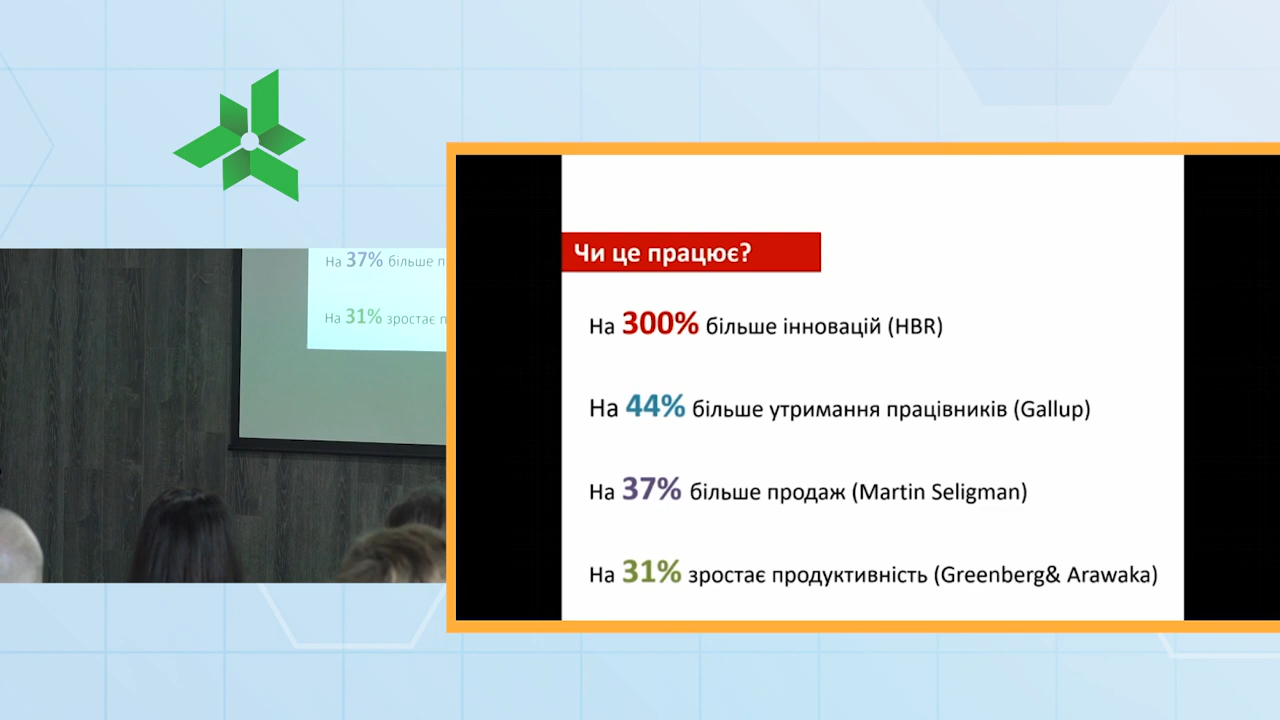 Чи це працює?
На 300% більше інновацій (HBR)
На 44% більше утримання працівників (Gallup)
На 37% більше продаж (Martin Seligman)
На 31% зростає продуктивність (Greenberg& Arawaka)
На 37% більше п
На 31% зростає п